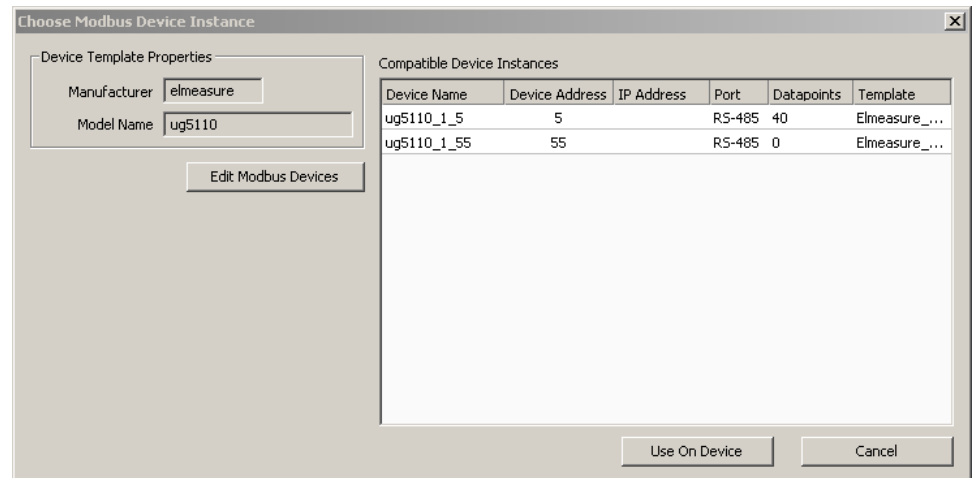 Choose Modbus Device Instance
Device Template Properties
Manufacturer elmeasure
Model Name ug5110
Edit Modbus Devices
Compatible Device Instances
Device Name Device Address IP Address Port Datapoints Template
ug5110_1_5 5 RS-485 40 Elmeasure_...
ug5110_1_55 55 RS-485 0 Elmeasure_...
Use On Device Cancel